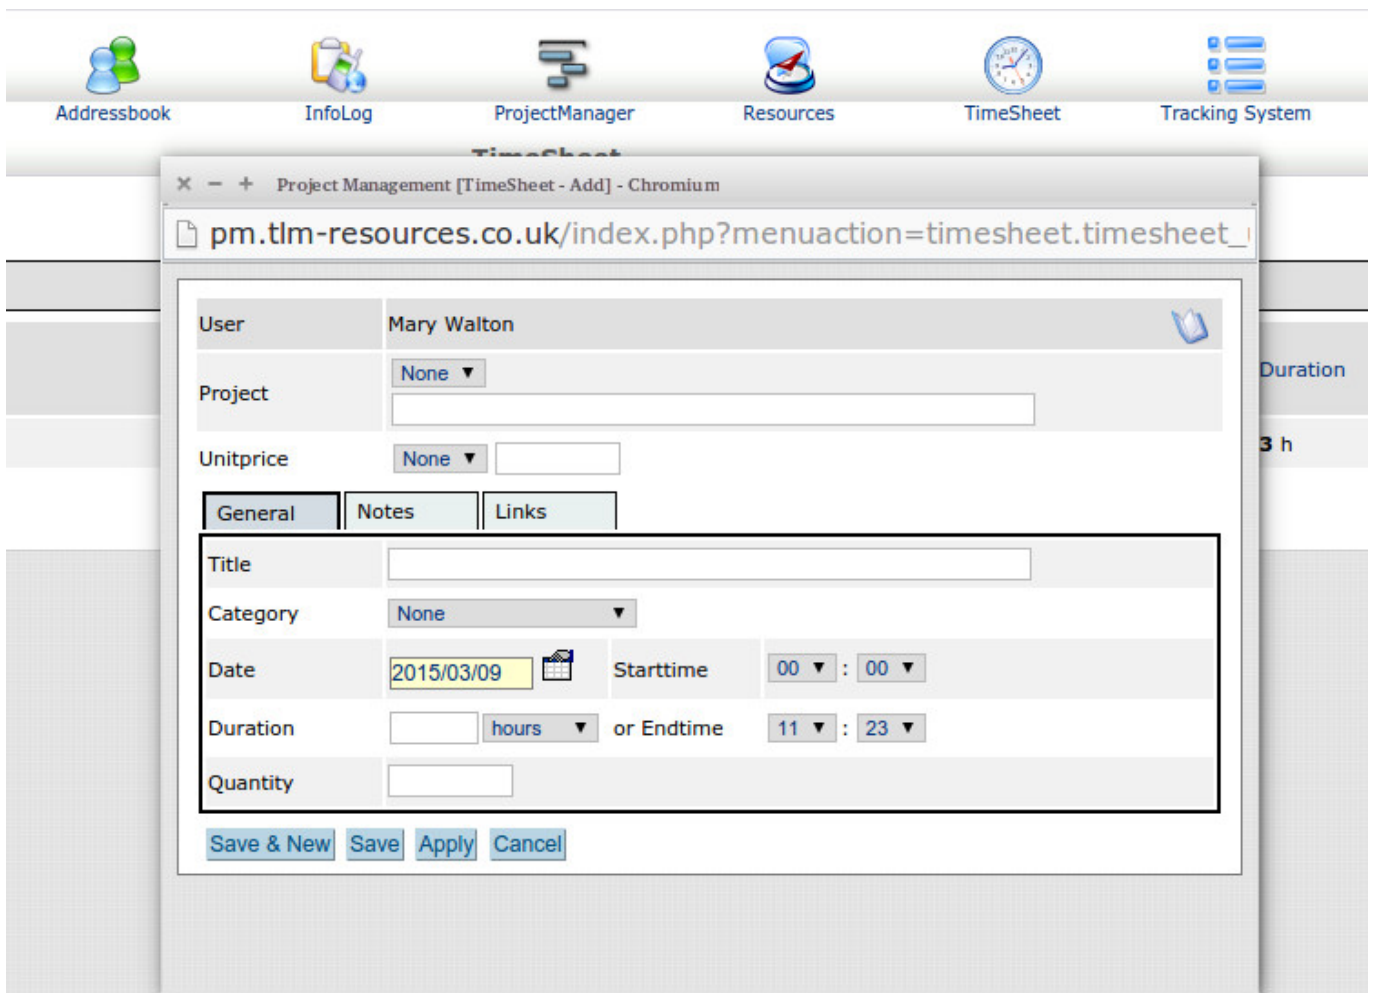 Addressbook InfoLog ProjectManager Resources TimeSheet Tracking System
TimeSheet
Project Management [TimeSheet - Add] - Chromium
pm.tlm-resources.co.uk/index.php?menuaction=timesheet.timesheet_
User Mary Walton
Project None
Duration
3 h
Unitprice None
General Notes Links
Title
Category None
Date 2015/03/09 Starttime 00 : 00
Duration hours or Endtime 11 : 23
Quantity
Save & New Save Apply Cancel